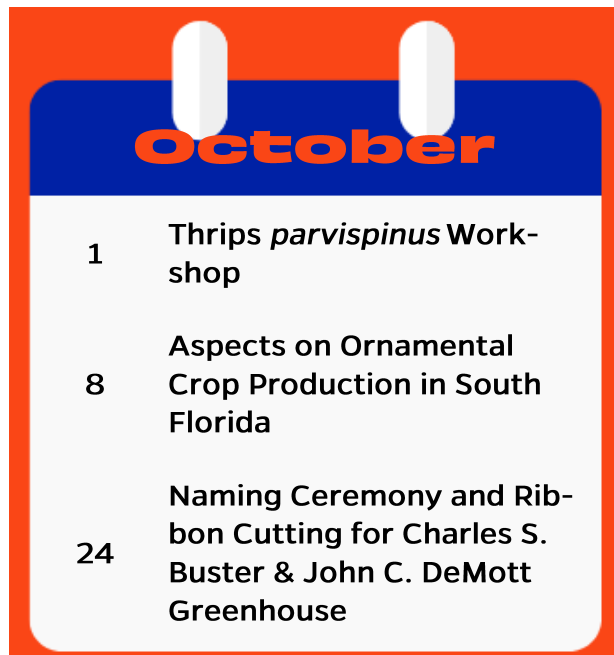 October
1
Thrips parvispinus Work-
shop
8
Aspects on Ornamental
Crop Production in South
Florida
24
Naming Ceremony and Rib-
bon Cutting for Charles S.
Buster & John C. DeMott
Greenhouse